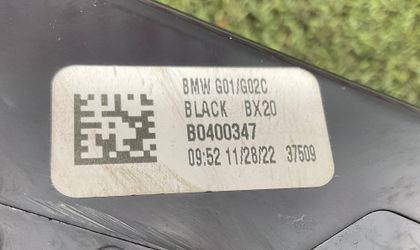 BMW G01/G02C
BLACK BX20
B0400347
09:52 11/28/22 37509